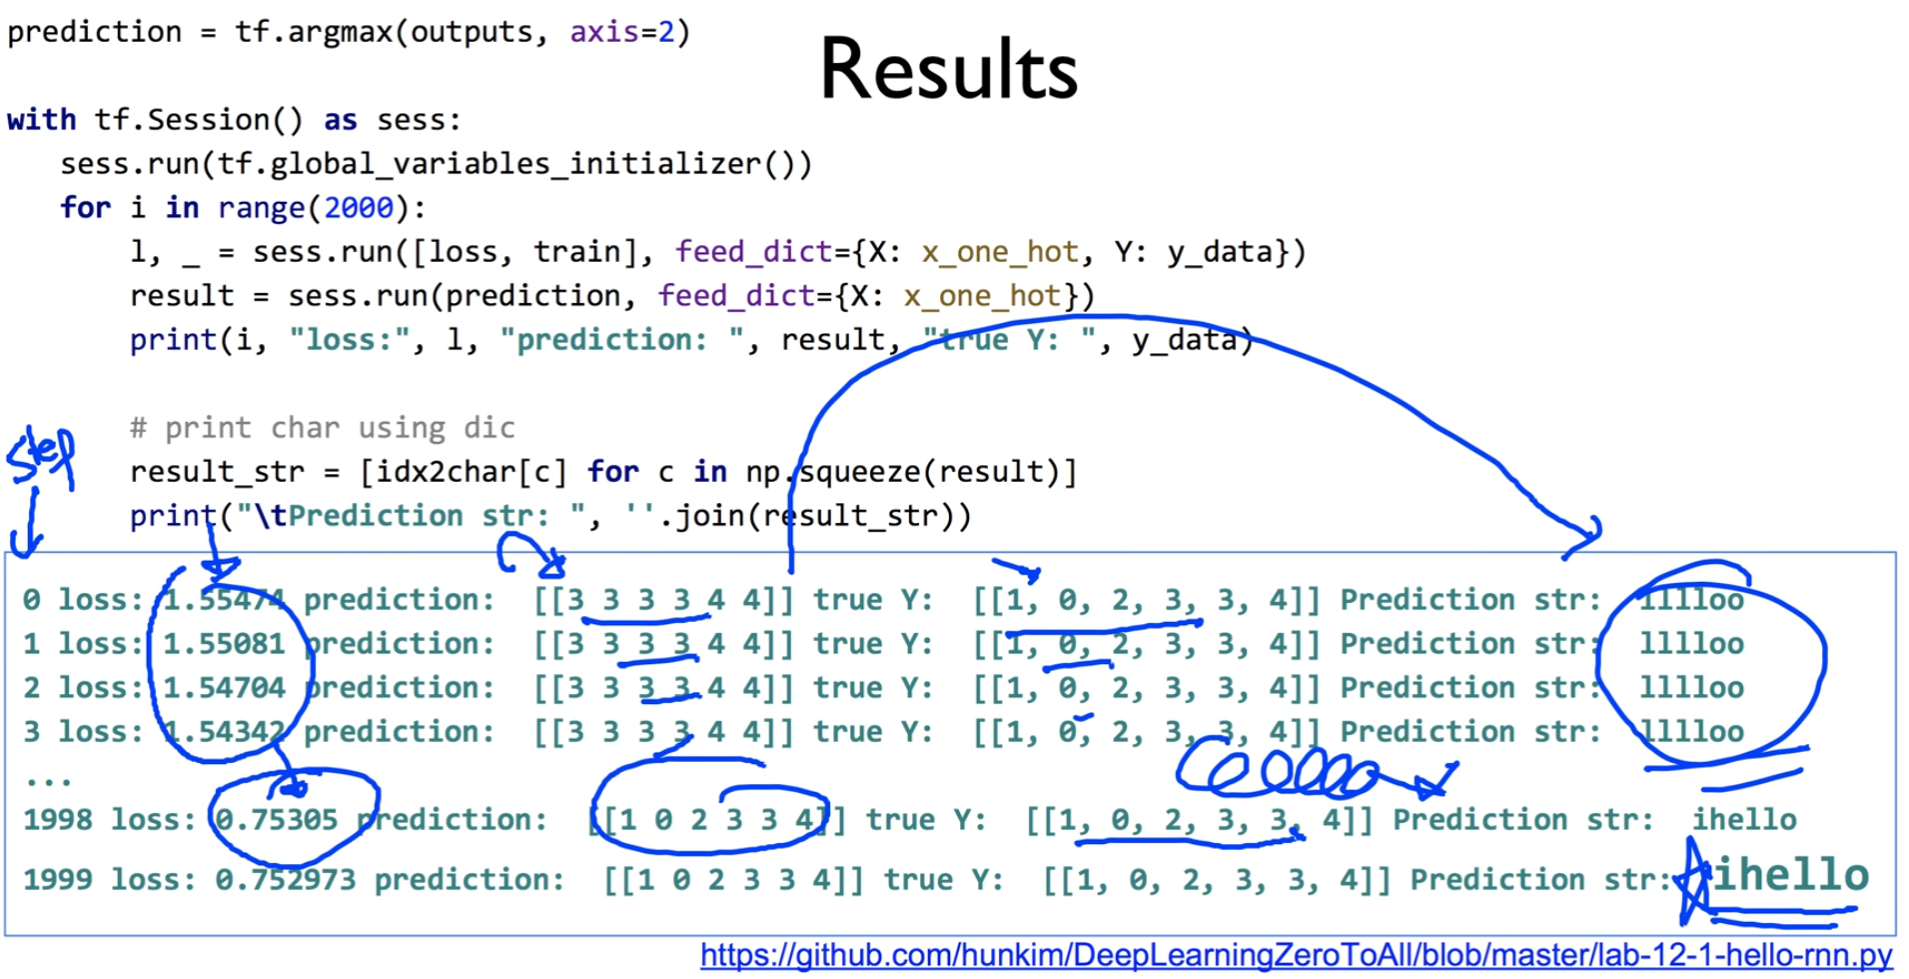 prediction = tf.argmax(outputs, axis=2)
Results
with tf.Session() as sess:
sess.run(tf.global_variables_initializer())
for i in range(2000):
l, _ = sess.run([loss, train], feed_dict={X: x_one_hot, Y: y_data})
result = sess.run(prediction, feed_dict={X: x_one_hot})
print(i, "loss:", l, "prediction: ", result, "true Y: ", y_data)
# print char using dic
step
result_str = [idx2char[c] for c in np.squeeze(result)]
print("\tPrediction str: ", ''.join(result_str))
0 loss: 1.55474 prediction: [[3 3 3 3 4 4]] true Y: [[1, 0, 2, 3, 3, 4]] Prediction str: lllloo
1 loss: 1.55081 prediction: [[3 3 3 3 4 4]] true Y: [[1, 0, 2, 3, 3, 4]] Prediction str: lllloo
2 loss: 1.54704 prediction: [[3 3 3 3 4 4]] true Y: [[1, 0, 2, 3, 3, 4]] Prediction str: lllloo
3 loss: 1.54342 prediction: [[3 3 3 3 4 4]] true Y: [[1, 0, 2, 3, 3, 4]] Prediction str: lllloo
...
1998 loss: 0.75305 prediction: [[1 0 2 3 3 4]] true Y: [[1, 0, 2, 3, 3, 4]] Prediction str: ihello
1999 loss: 0.752973 prediction: [[1 0 2 3 3 4]] true Y: [[1, 0, 2, 3, 3, 4]] Prediction str: ihello
https://github.com/hunkim/DeepLearningZeroToAll/blob/master/lab-12-1-hello-rnn.py